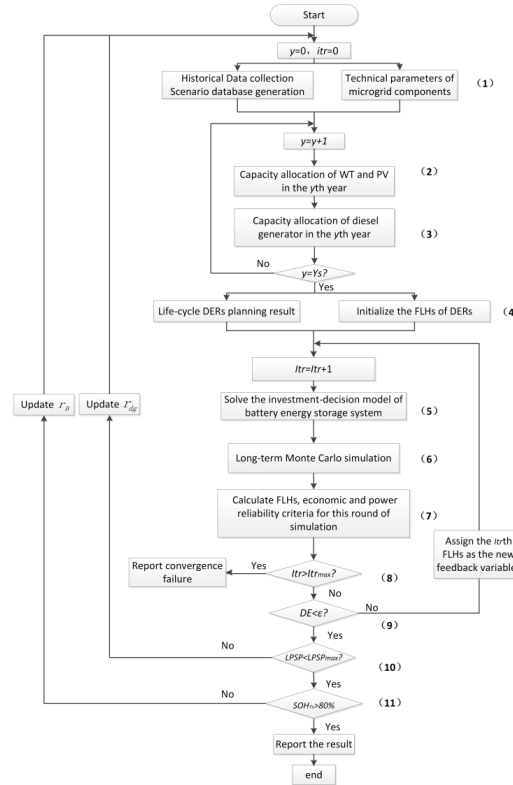 Start
y=0, itr=0
Historical Data collection
Scenario database generation
Technical parameters of
microgrid components
(1)
y=y+1
Capacity allocation of WT and PV
in the yth year
(2)
Capacity allocation of diesel
generator in the yth year
(3)
No
y=Ys?
Yes
Life-cycle DERs planning result
Initialize the FLHs of DERs
(4
Itr=Itr+1
Update r_B
Update r_dg
Solve the investment-decision model of
battery energy storage system
(5)
Long-term Monte Carlo simulation
(6)
Calculate FLHs, economic and power
reliability criteria for this round of
simulation
(7)
Assign the Itrth
FLHs as the new
feedback variable
Report convergence
failure
Yes
Itr>Itrmax?
(8)
No
DE<ε?
No
(9)
Yes
No
LPSP<LPSPmax?
(10)
Yes
No
SOH_Ts>80%
(11)
Yes
Report the result
end